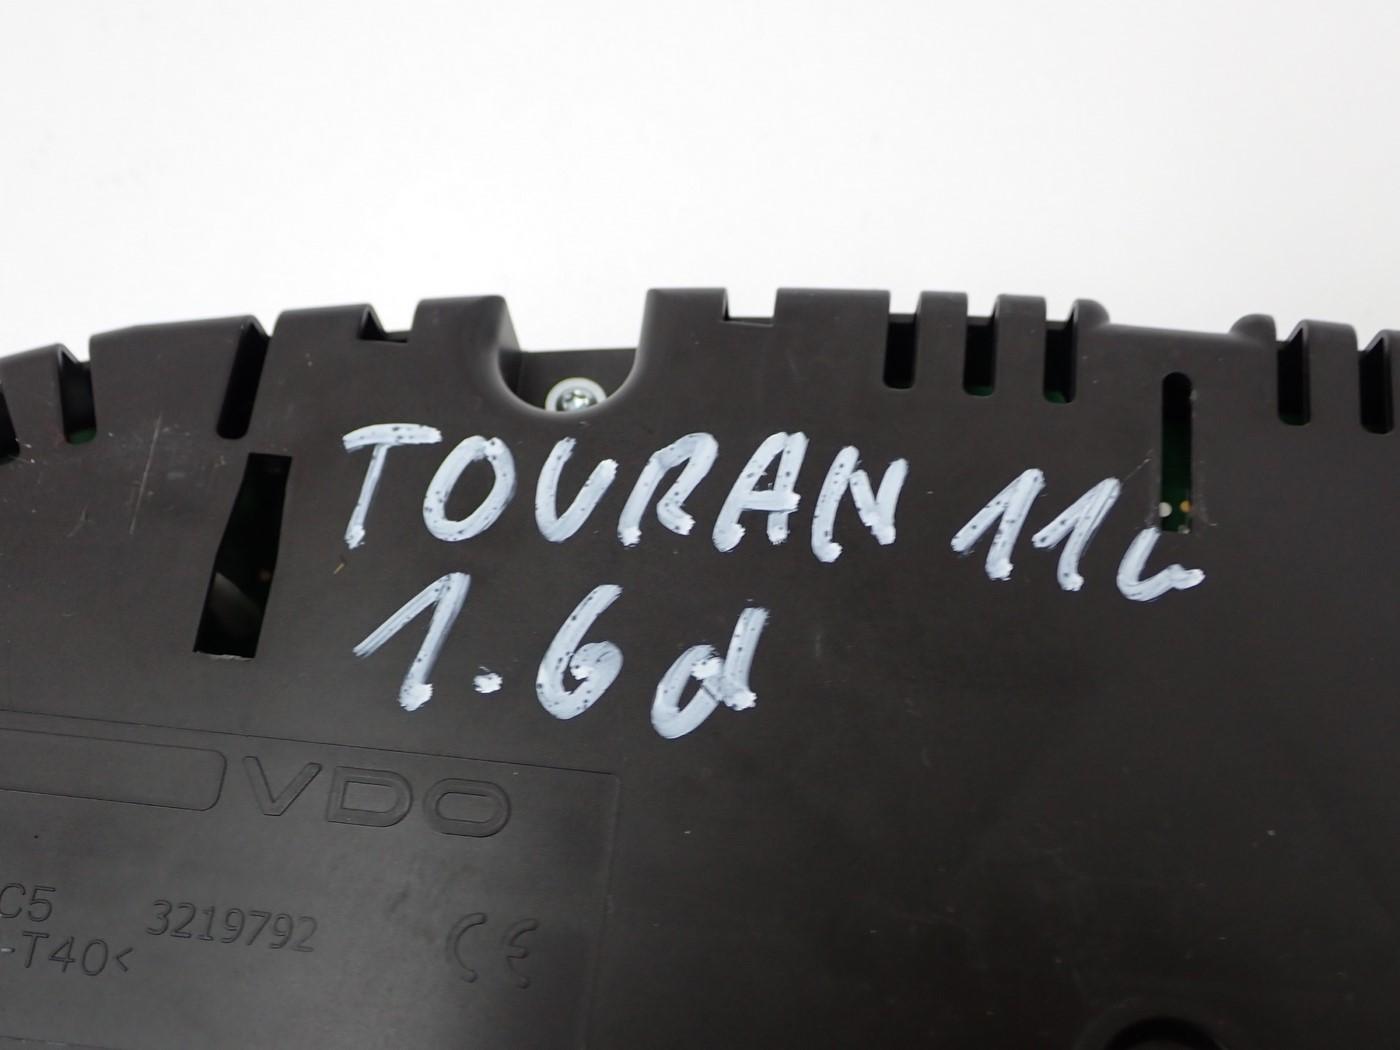 TOURAN 11r
1.6d
VDO
C5
3219792
CE
-T40<